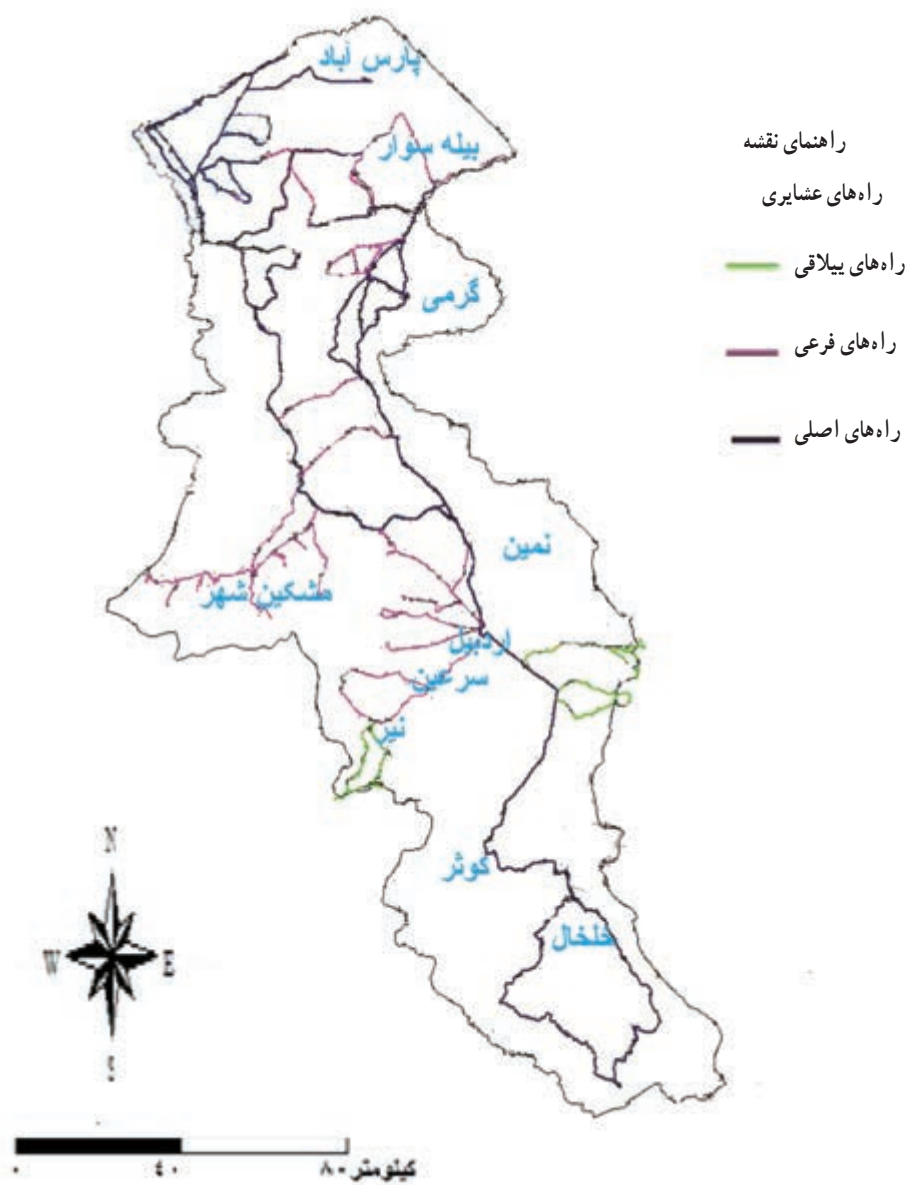 راهنمای نقشه
راه‌های عشایری
راه‌های ییلاقی
راه‌های فرعی
راه‌های اصلی
پارس آباد
بیله سوار
گرمی
نمین
مشکین شهر
اردبیل
سرعین
نیر
کوثر
خلخال
N
W E
S
۰ ٤۰ ۸۰ کیلومتر